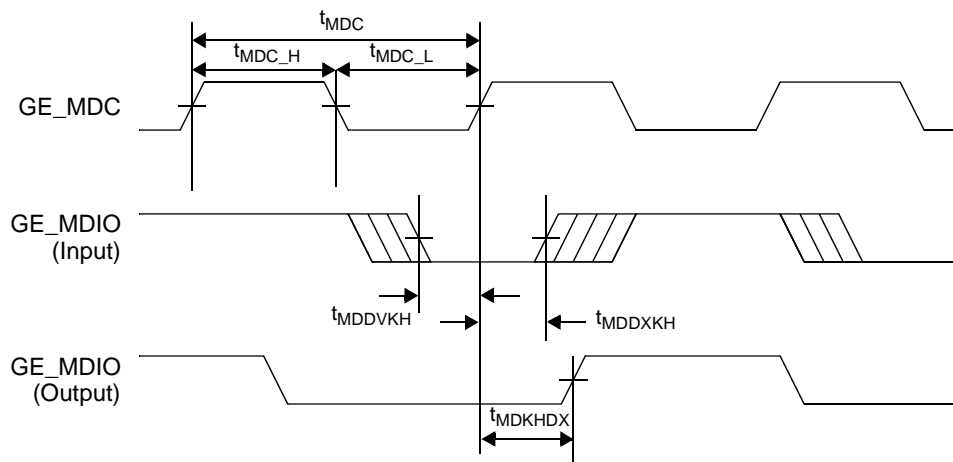 tMDC
tMDC_H
tMDC_L
GE_MDC
GE_MDIO
(Input)
tMDDVKH
tMDDXKH
GE_MDIO
(Output)
tMDKHDX